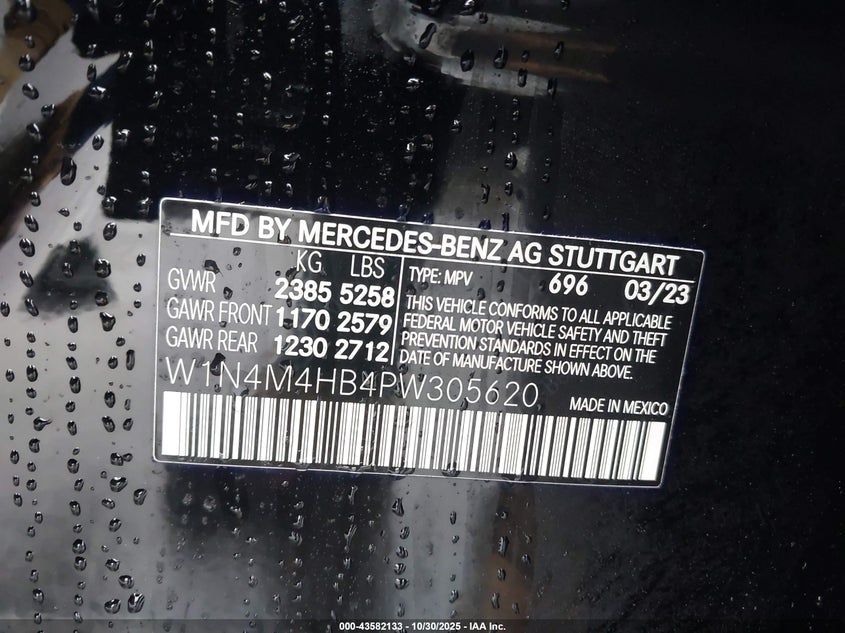 MFD BY MERCEDES-BENZ AG STUTTGART
KG LBS
GVWR 2385 5258
GAWR FRONT 1170 2579
GAWR REAR 1230 2712
TYPE: MPV 696 03/23
THIS VEHICLE CONFORMS TO ALL APPLICABLE
FEDERAL MOTOR VEHICLE SAFETY AND THEFT
PREVENTION STANDARDS IN EFFECT ON THE
DATE OF MANUFACTURE SHOWN ABOVE.
W1N4M4HB4PW305620
MADE IN MEXICO
000-43582133 - 10/30/2025 - IAA Inc.